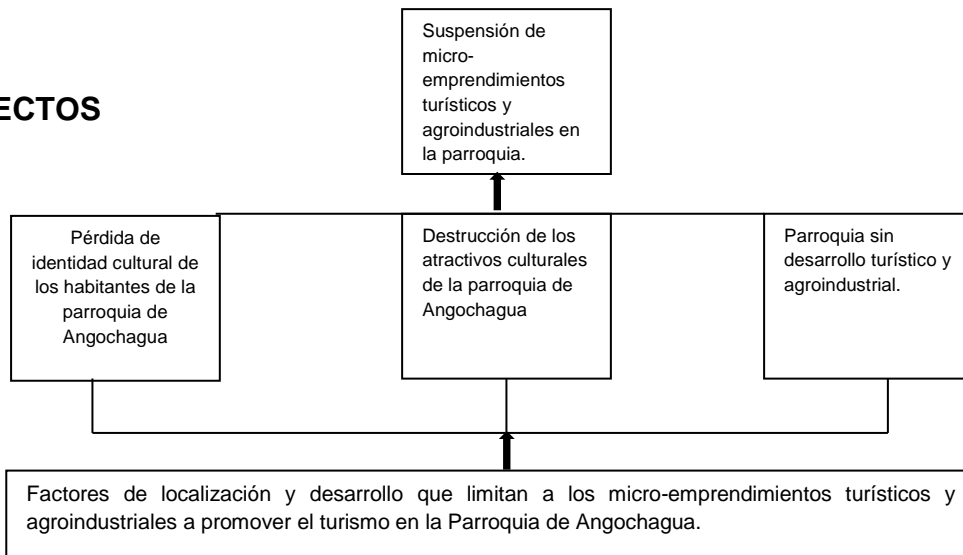 Suspensión de
micro-
emprendimientos
turísticos y
agroindustriales en
la parroquia.
ECTOS
Pérdida de
identidad cultural de
los habitantes de la
parroquia de
Angochagua
Destrucción de los
atractivos culturales
de la parroquia de
Angochagua
Parroquia sin
desarrollo turístico y
agroindustrial.
Factores de localización y desarrollo que limitan a los micro-emprendimientos turísticos y
agroindustriales a promover el turismo en la Parroquia de Angochagua.